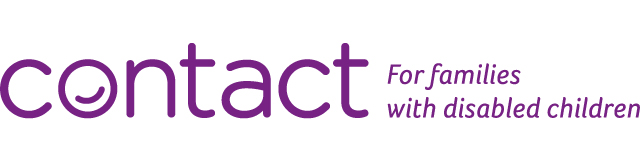 contact
For families
with disabled children